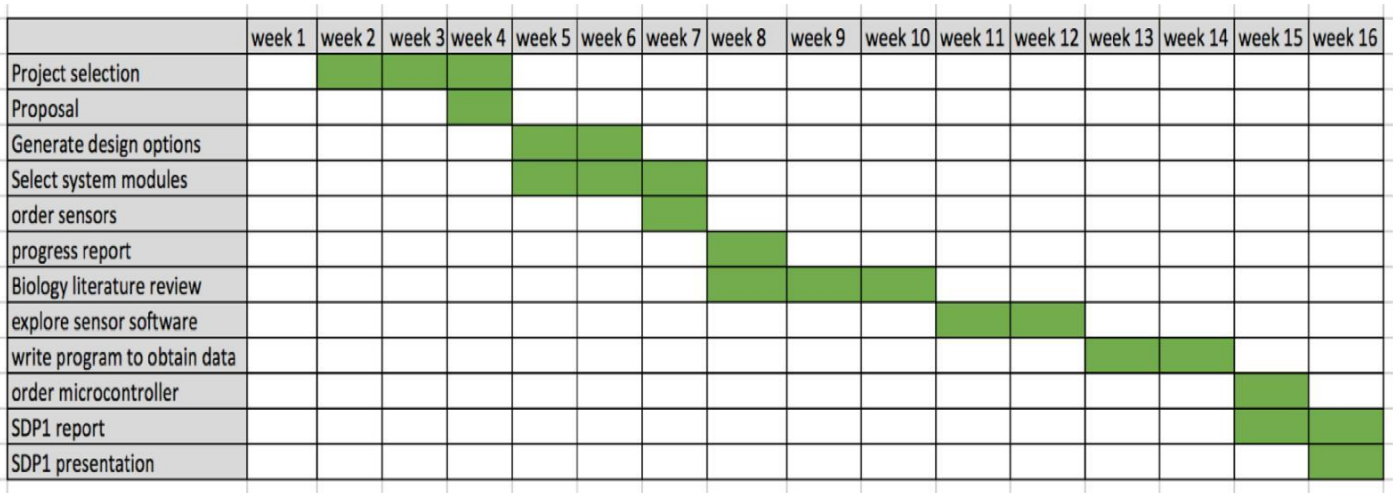 week 1 week 2 week 3 week 4 week 5 week 6 week 7 week 8 week 9 week 10 week 11 week 12 week 13 week 14 week 15 week 16
Project selection
Proposal
Generate design options
Select system modules
order sensors
progress report
Biology literature review
explore sensor software
write program to obtain data
order microcontroller
SDP1 report
SDP1 presentation